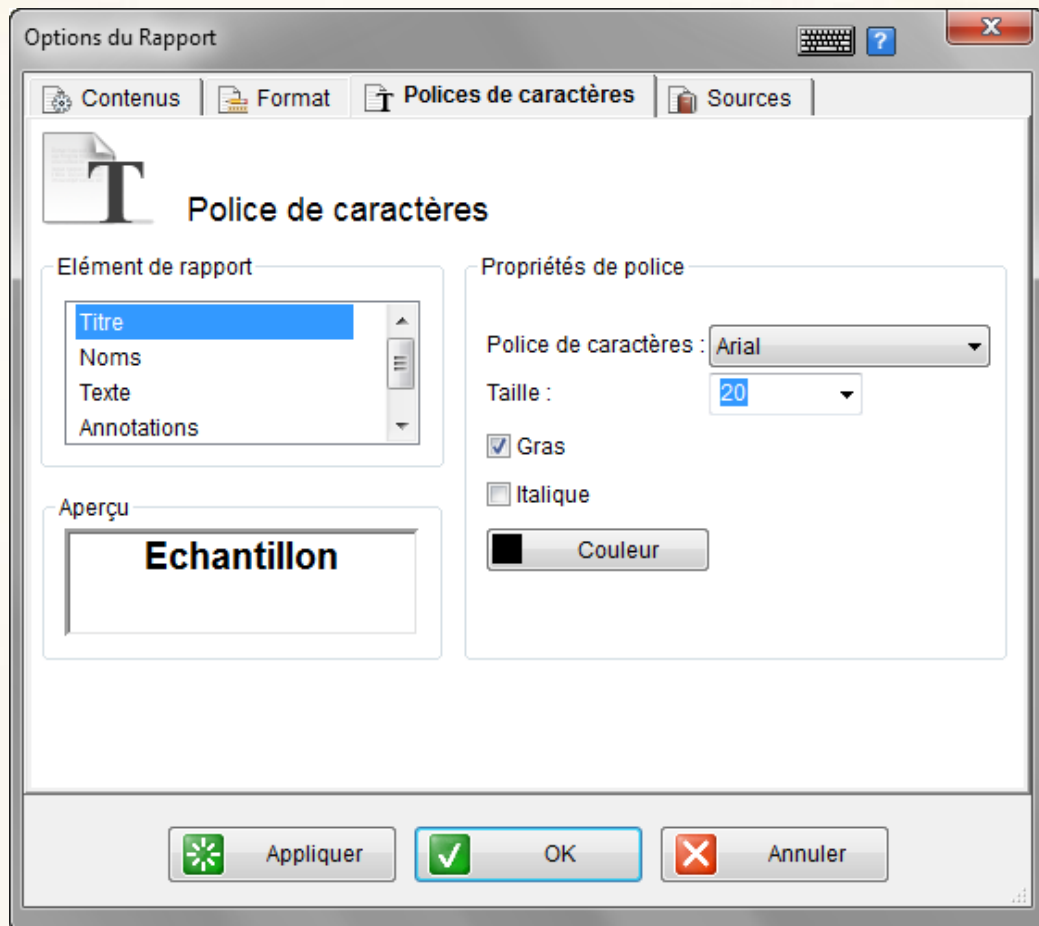 Options du Rapport
?
X
Contenus
Format
Polices de caractères
Sources
T
Police de caractères
Elément de rapport
Titre
Noms
Texte
Annotations
Aperçu
Echantillon
Propriétés de police
Police de caractères : Arial
Taille : 20
Gras
Italique
Couleur
Appliquer
OK
Annuler